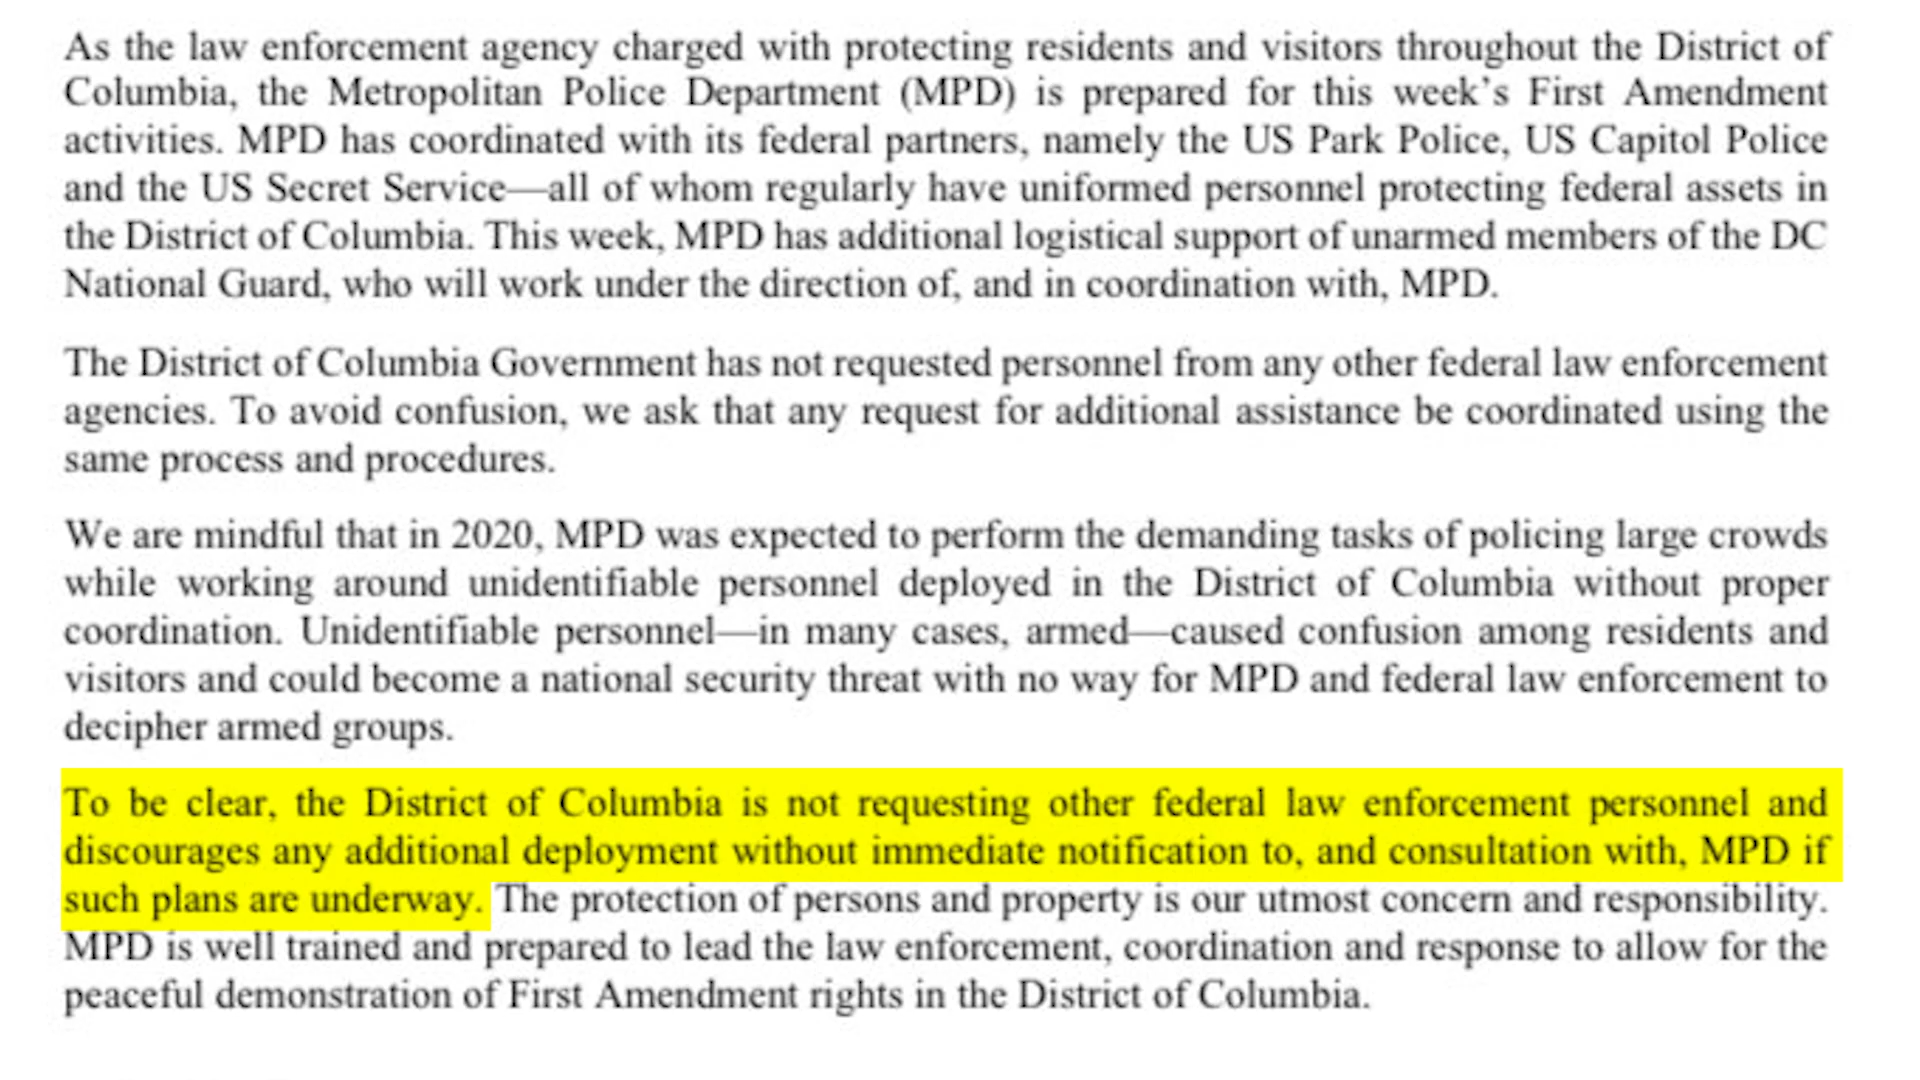 As the law enforcement agency charged with protecting residents and visitors throughout the District of
Columbia, the Metropolitan Police Department (MPD) is prepared for this week’s First Amendment
activities. MPD has coordinated with its federal partners, namely the US Park Police, US Capitol Police
and the US Secret Service—all of whom regularly have uniformed personnel protecting federal assets in
the District of Columbia. This week, MPD has additional logistical support of unarmed members of the DC
National Guard, who will work under the direction of, and in coordination with, MPD.
The District of Columbia Government has not requested personnel from any other federal law enforcement
agencies. To avoid confusion, we ask that any request for additional assistance be coordinated using the
same process and procedures.
We are mindful that in 2020, MPD was expected to perform the demanding tasks of policing large crowds
while working around unidentifiable personnel deployed in the District of Columbia without proper
coordination. Unidentifiable personnel—in many cases, armed—caused confusion among residents and
visitors and could become a national security threat with no way for MPD and federal law enforcement to
decipher armed groups.
To be clear, the District of Columbia is not requesting other federal law enforcement personnel and
discourages any additional deployment without immediate notification to, and consultation with, MPD if
such plans are underway. The protection of persons and property is our utmost concern and responsibility.
MPD is well trained and prepared to lead the law enforcement, coordination and response to allow for the
peaceful demonstration of First Amendment rights in the District of Columbia.